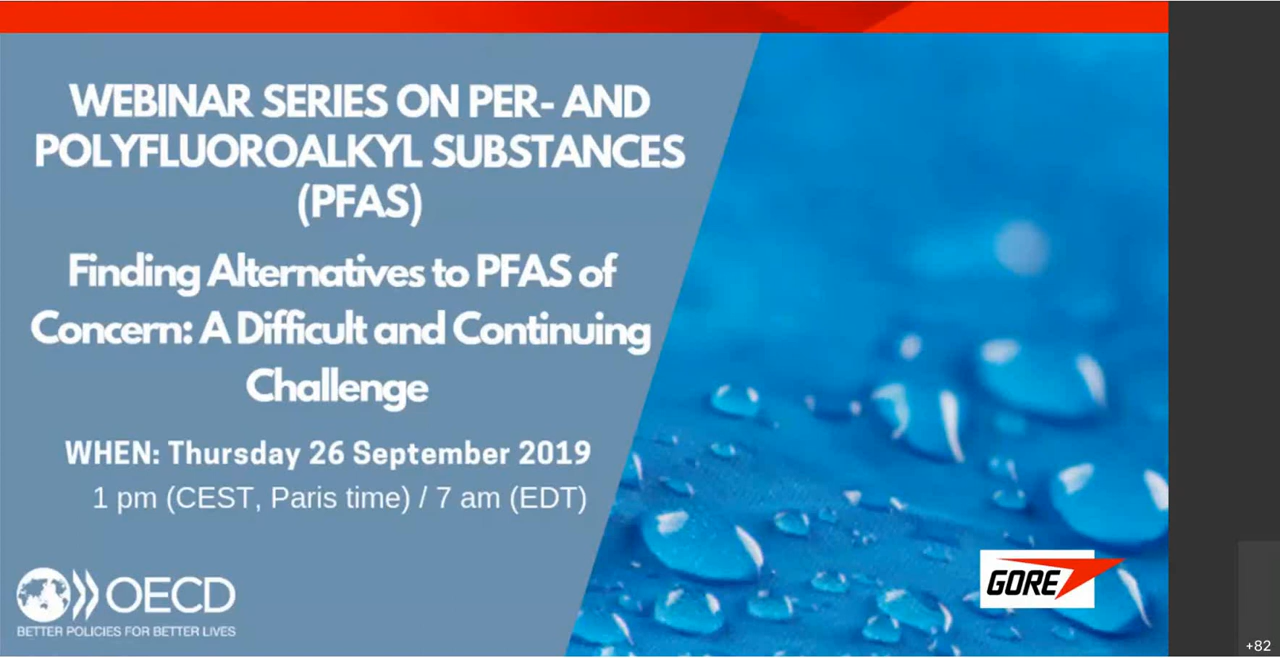 WEBINAR SERIES ON PER- AND
POLYFLUOROALKYL SUBSTANCES
(PFAS)
Finding Alternatives to PFAS of
Concern: A Difficult and Continuing
Challenge
WHEN: Thursday 26 September 2019
1 pm (CEST, Paris time) / 7 am (EDT)
OECD
BETTER POLICIES FOR BETTER LIVES
GORE
+82